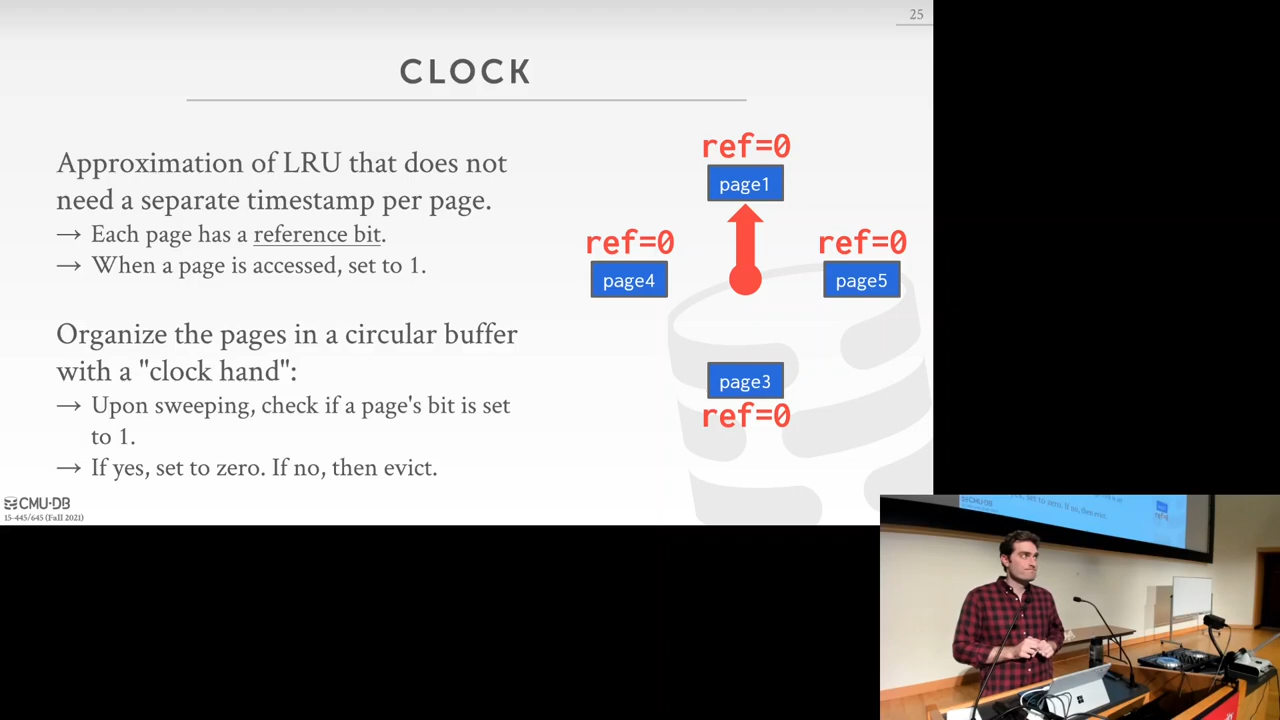 25
CLOCK
Approximation of LRU that does not
need a separate timestamp per page.
→ Each page has a reference bit.
→ When a page is accessed, set to 1.
Organize the pages in a circular buffer
with a "clock hand":
→ Upon sweeping, check if a page's bit is set
to 1.
→ If yes, set to zero. If no, then evict.
ref=0
page1
ref=0
page4
ref=0
page5
page3
ref=0
CMU·DB
15-445/645 (Fall 2021)